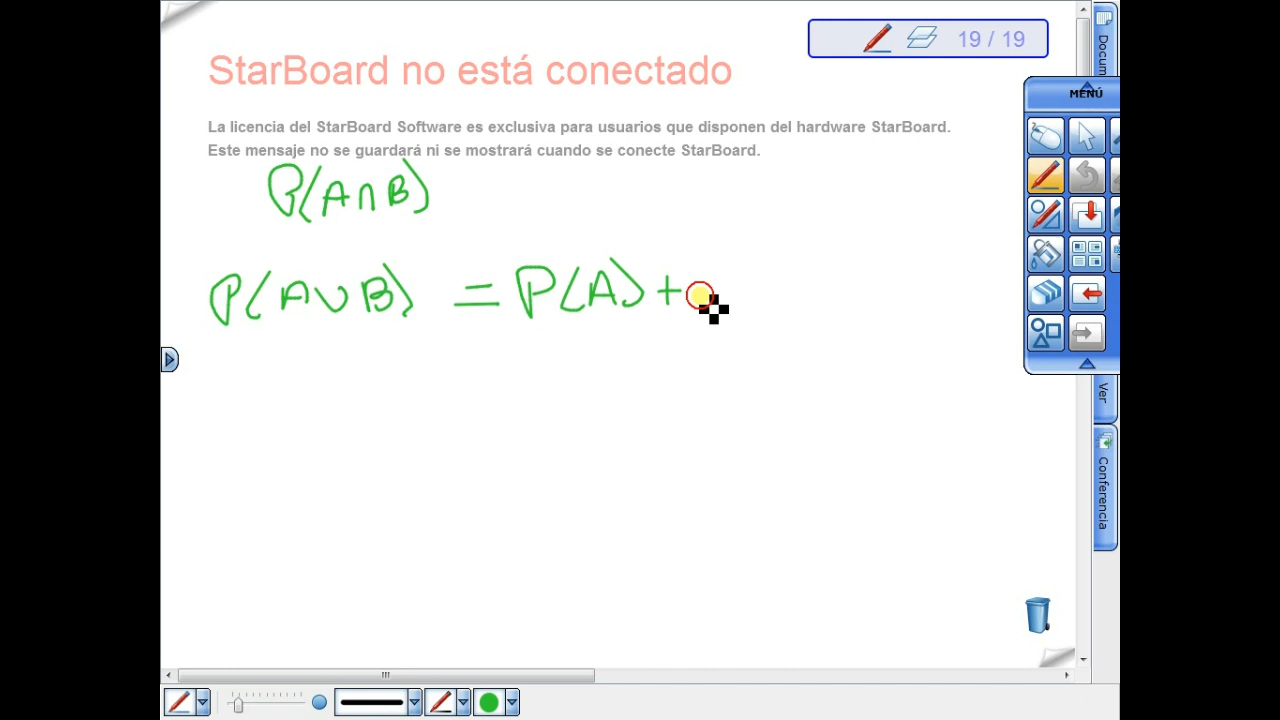 19 / 19
StarBoard no está conectado
La licencia del StarBoard Software es exclusiva para usuarios que disponen del hardware StarBoard.
Este mensaje no se guardará ni se mostrará cuando se conecte StarBoard.
P(A∩B)
P(A∪B) = P(A) +
MENÚ
Docum
Ver
Conferencia